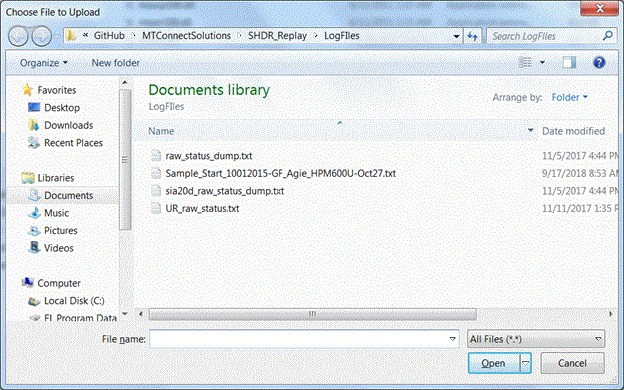 Choose File to Upload
« GitHub ▸ MTConnectSolutions ▸ SHDR_Replay ▸ LogFIles
Search LogFIles
Organize
New folder
Favorites
Desktop
Downloads
Recent Places
Libraries
Documents
Music
Pictures
Videos
Computer
Local Disk (C:)
EL Program Data
Documents library
LogFIles
Arrange by: Folder
Name Date modified
raw_status_dump.txt 11/5/2017 4:44 PM
Sample_Start_10012015-GF_Agie_HPM600U-Oct27.txt 9/17/2018 8:53 AM
sia20d_raw_status_dump.txt 11/5/2017 4:44 PM
UR_raw_status.txt 11/11/2017 1:35 P
File name:
All Files (*.*)
Open
Cancel